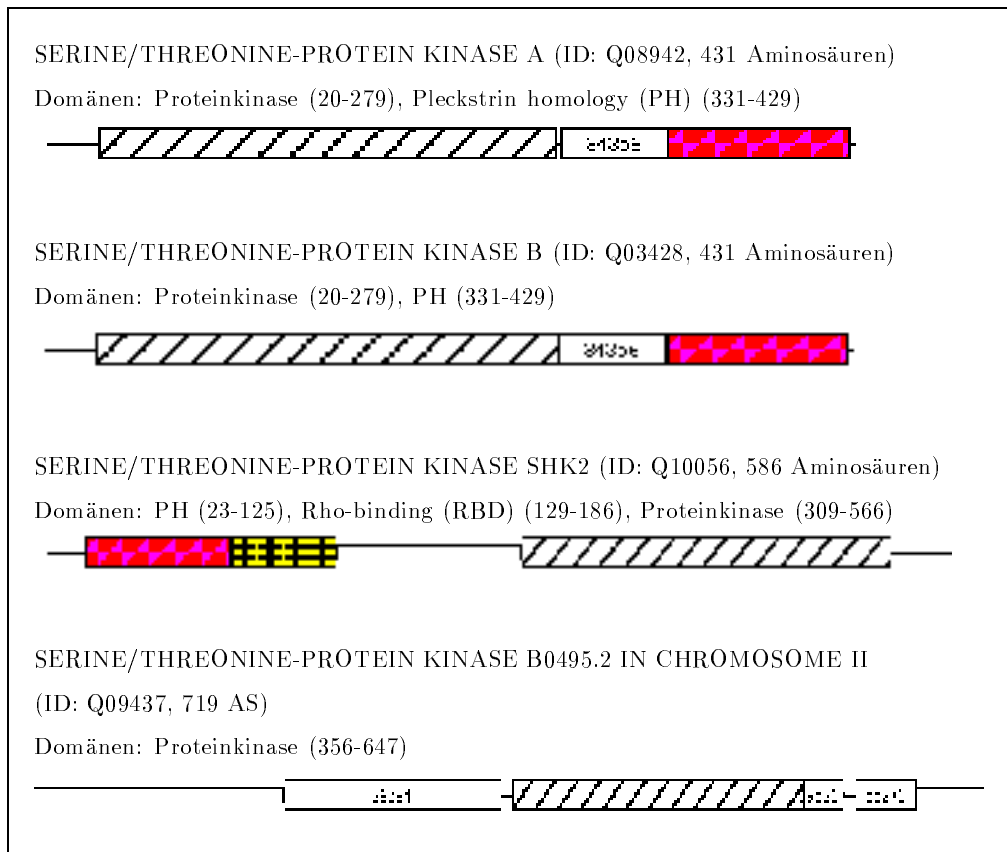 SERINE/THREONINE-PROTEIN KINASE A (ID: Q08942, 431 Aminosäuren)
Domänen: Proteinkinase (20-279), Pleckstrin homology (PH) (331-429)
SERINE/THREONINE-PROTEIN KINASE B (ID: Q03428, 431 Aminosäuren)
Domänen: Proteinkinase (20-279), PH (331-429)
SERINE/THREONINE-PROTEIN KINASE SHK2 (ID: Q10056, 586 Aminosäuren)
Domänen: PH (23-125), Rho-binding (RBD) (129-186), Proteinkinase (309-566)
SERINE/THREONINE-PROTEIN KINASE B0495.2 IN CHROMOSOME II
(ID: Q09437, 719 AS)
Domänen: Proteinkinase (356-647)